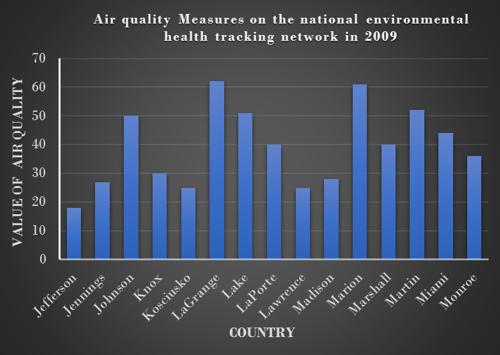 Air quality Measures on the national environmental
health tracking network in 2009
VALUE OF AIR QUALITY
70
60
50
40
30
20
10
0
Jefferson
Jennings
Johnson
Knox
Kosciusko
LaGrange
Lake
LaPorte
Lawrence
Madison
Marion
Marshall
Martin
Miami
Monroe
COUNTRY